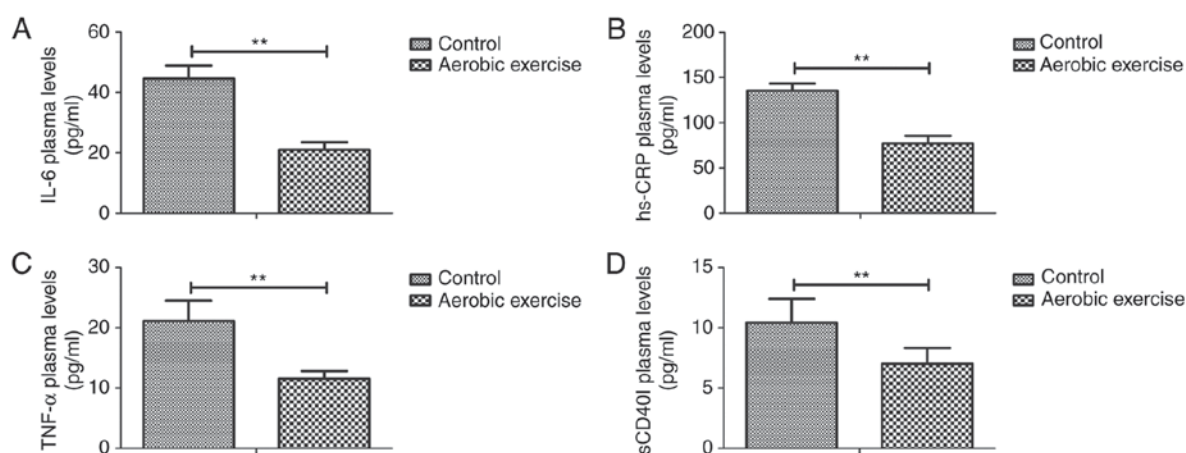 A
IL-6 plasma levels
(pg/ml)
60
40
20
0
**
Control
Aerobic exercise
B
hs-CRP plasma levels
(pg/ml)
200
150
100
50
0
**
Control
Aerobic exercise
C
TNF-α plasma levels
(pg/ml)
30
20
10
0
**
Control
Aerobic exercise
D
sCD40l plasma levels
(pg/ml)
15
10
5
0
**
Control
Aerobic exercise